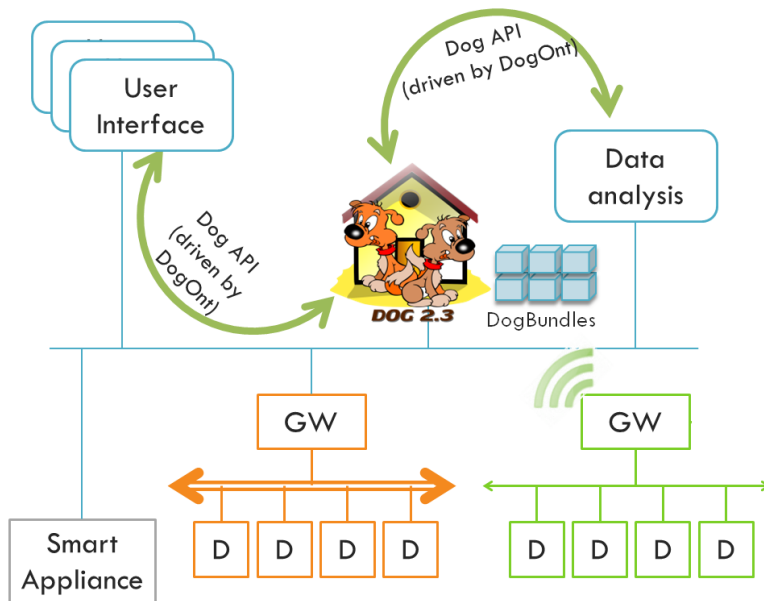 User
Interface
Dog API
(driven by DogOnt)
Data
analysis
Dog API
(driven by
DogOnt)
DOG 2.3
DogBundles
GW
GW
Smart
Appliance
D
D
D
D
D
D
D
D